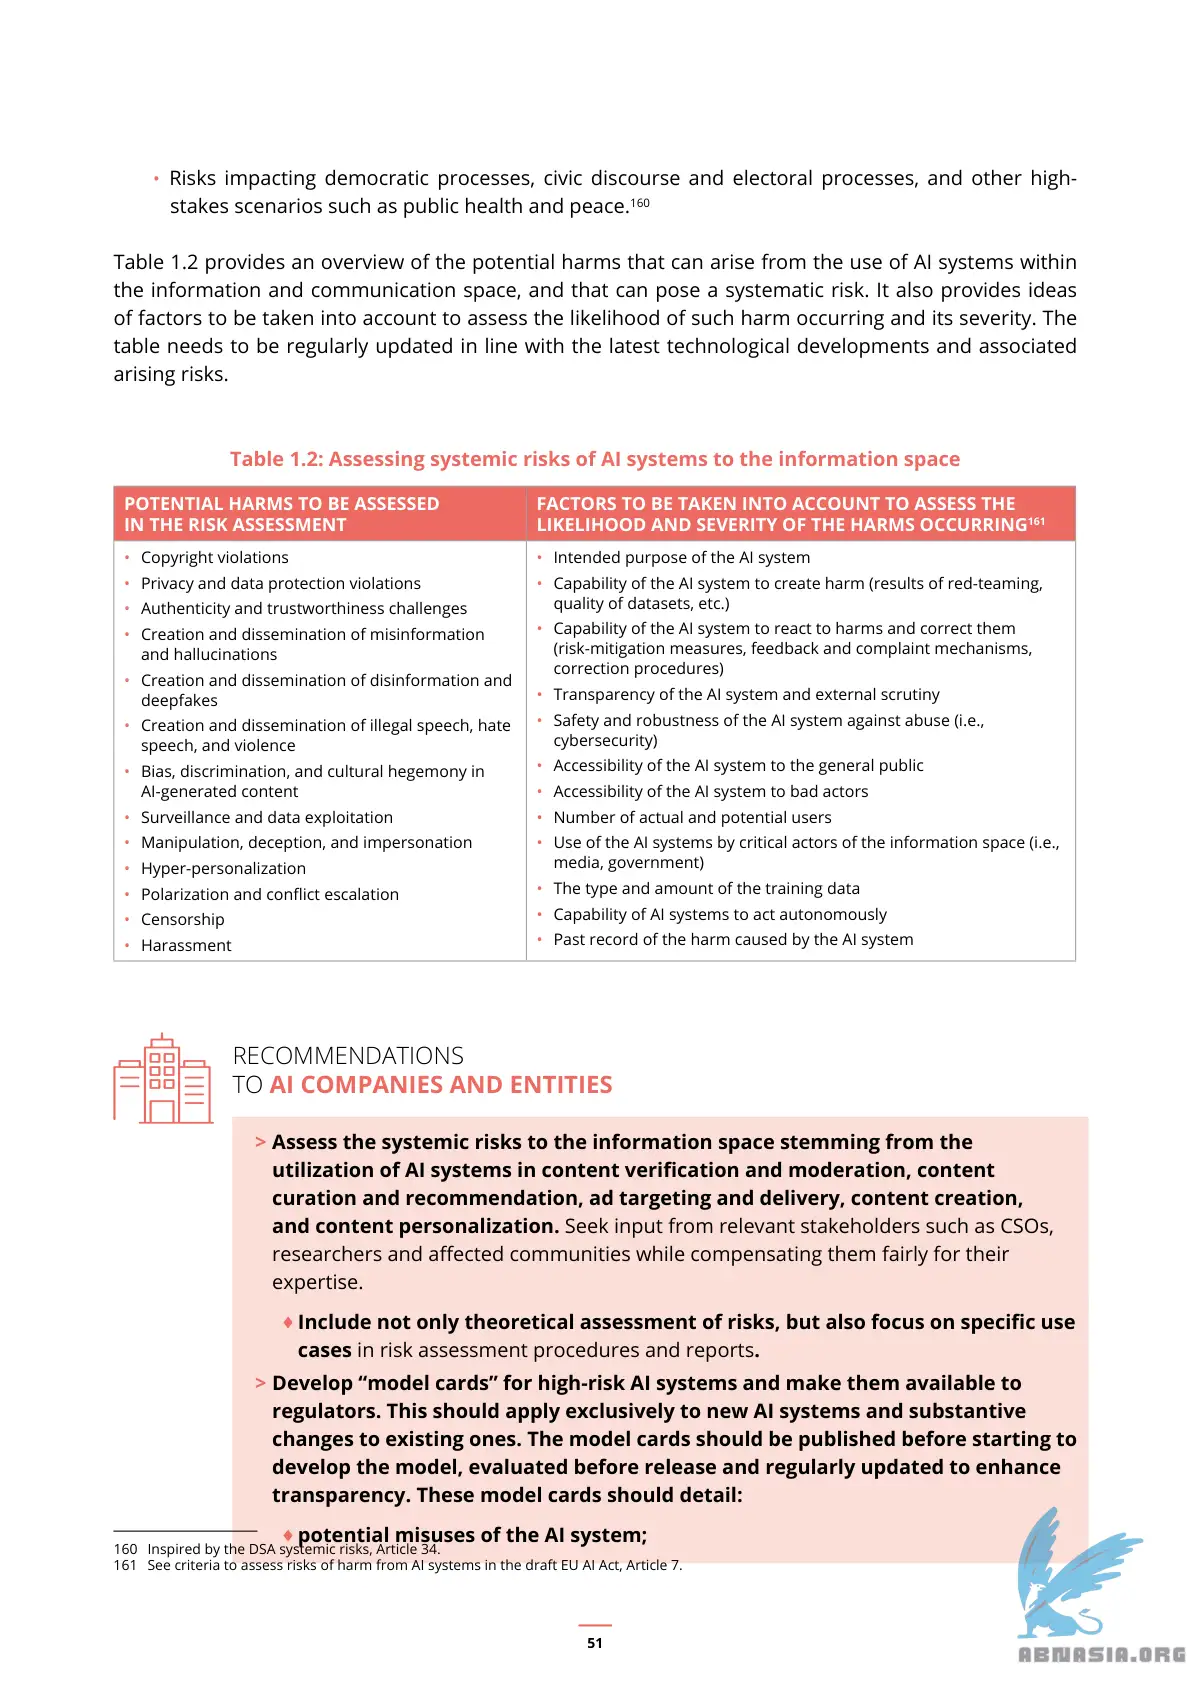 • Risks impacting democratic processes, civic discourse and electoral processes, and other high-
stakes scenarios such as public health and peace.160
Table 1.2 provides an overview of the potential harms that can arise from the use of AI systems within
the information and communication space, and that can pose a systematic risk. It also provides ideas
of factors to be taken into account to assess the likelihood of such harm occurring and its severity. The
table needs to be regularly updated in line with the latest technological developments and associated
arising risks.
Table 1.2: Assessing systemic risks of AI systems to the information space
POTENTIAL HARMS TO BE ASSESSED
IN THE RISK ASSESSMENT
• Copyright violations
• Privacy and data protection violations
• Authenticity and trustworthiness challenges
• Creation and dissemination of misinformation
and hallucinations
• Creation and dissemination of disinformation and
deepfakes
• Creation and dissemination of illegal speech, hate
speech, and violence
• Bias, discrimination, and cultural hegemony in
AI-generated content
• Surveillance and data exploitation
• Manipulation, deception, and impersonation
• Hyper-personalization
• Polarization and conflict escalation
• Censorship
• Harassment
FACTORS TO BE TAKEN INTO ACCOUNT TO ASSESS THE
LIKELIHOOD AND SEVERITY OF THE HARMS OCCURRING161
• Intended purpose of the AI system
• Capability of the AI system to create harm (results of red-teaming,
quality of datasets, etc.)
• Capability of the AI system to react to harms and correct them
(risk-mitigation measures, feedback and complaint mechanisms,
correction procedures)
• Transparency of the AI system and external scrutiny
• Safety and robustness of the AI system against abuse (i.e.,
cybersecurity)
• Accessibility of the AI system to the general public
• Accessibility of the AI system to bad actors
• Number of actual and potential users
• Use of the AI systems by critical actors of the information space (i.e.,
media, government)
• The type and amount of the training data
• Capability of AI systems to act autonomously
• Past record of the harm caused by the AI system
RECOMMENDATIONS
TO AI COMPANIES AND ENTITIES
> Assess the systemic risks to the information space stemming from the
utilization of AI systems in content verification and moderation, content
curation and recommendation, ad targeting and delivery, content creation,
and content personalization. Seek input from relevant stakeholders such as CSOs,
researchers and affected communities while compensating them fairly for their
expertise.
♦ Include not only theoretical assessment of risks, but also focus on specific use
cases in risk assessment procedures and reports.
> Develop “model cards” for high-risk AI systems and make them available to
regulators. This should apply exclusively to new AI systems and substantive
changes to existing ones. The model cards should be published before starting to
develop the model, evaluated before release and regularly updated to enhance
transparency. These model cards should detail:
♦ potential misuses of the AI system;
160 Inspired by the DSA systemic risks, Article 34.
161 See criteria to assess risks of harm from AI systems in the draft EU AI Act, Article 7.
51
ABNASIA.ORG